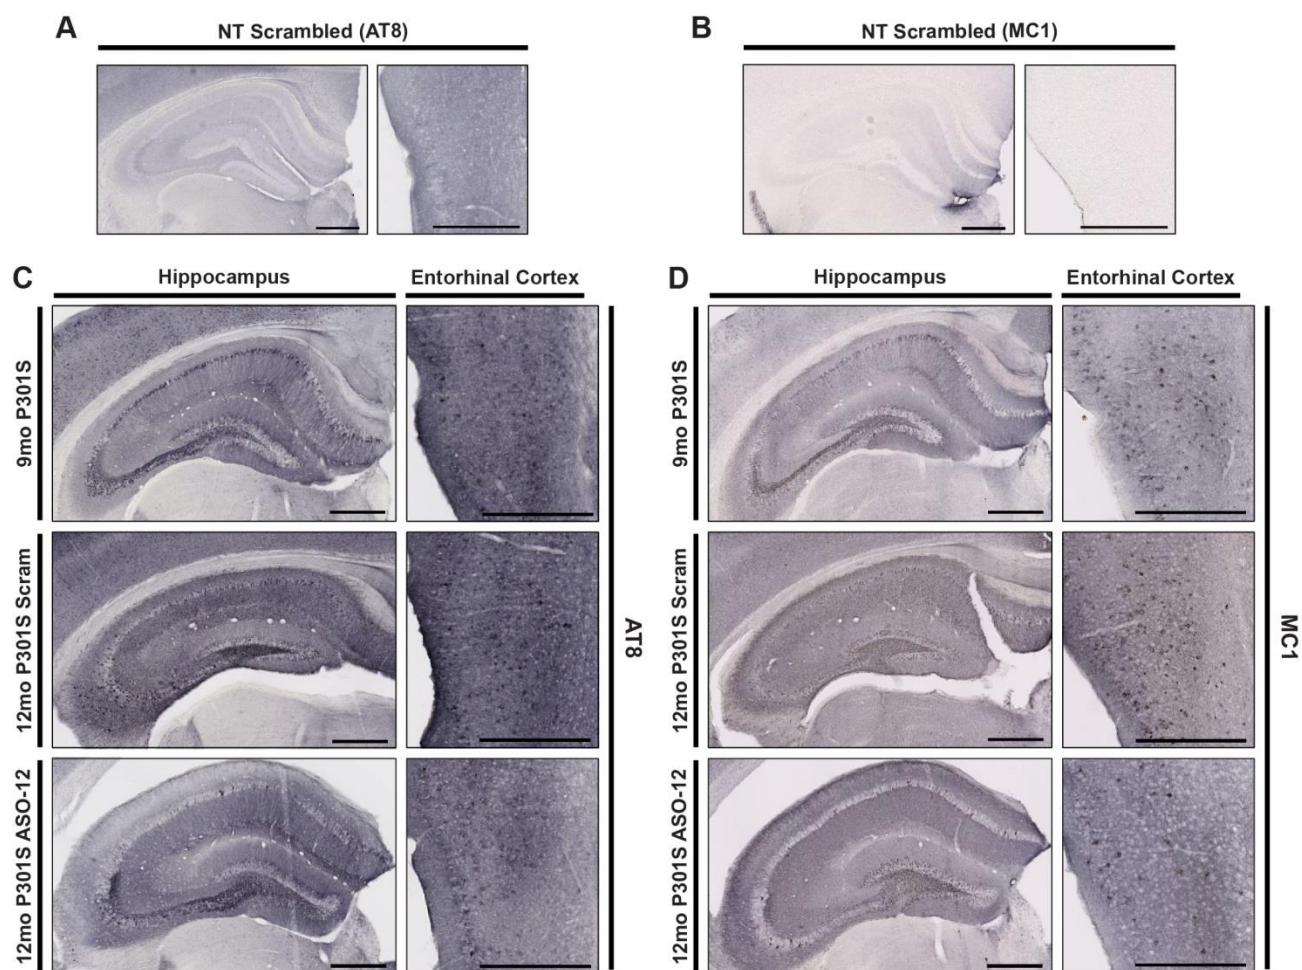 A
NT Scrambled (AT8)
B
NT Scrambled (MC1)
C
Hippocampus
Entorhinal Cortex
9mo P301S
12mo P301S Scram
12mo P301S ASO-12
AT8
D
Hippocampus
Entorhinal Cortex
9mo P301S
12mo P301S Scram
12mo P301S ASO-12
MC1